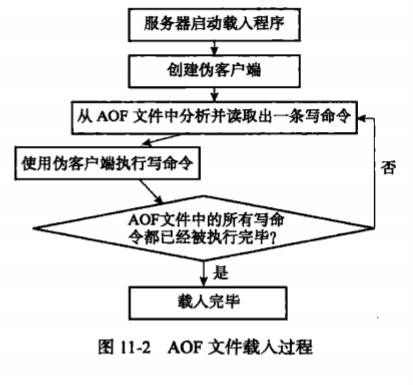 服务器启动载入程序
创建伪客户端
从 AOF 文件中分析并读取出一条写命令
使用伪客户端执行写命令
否
AOF文件中的所有写命
令都已经被执行完毕?
是
载入完毕
图 11-2 AOF 文件载入过程